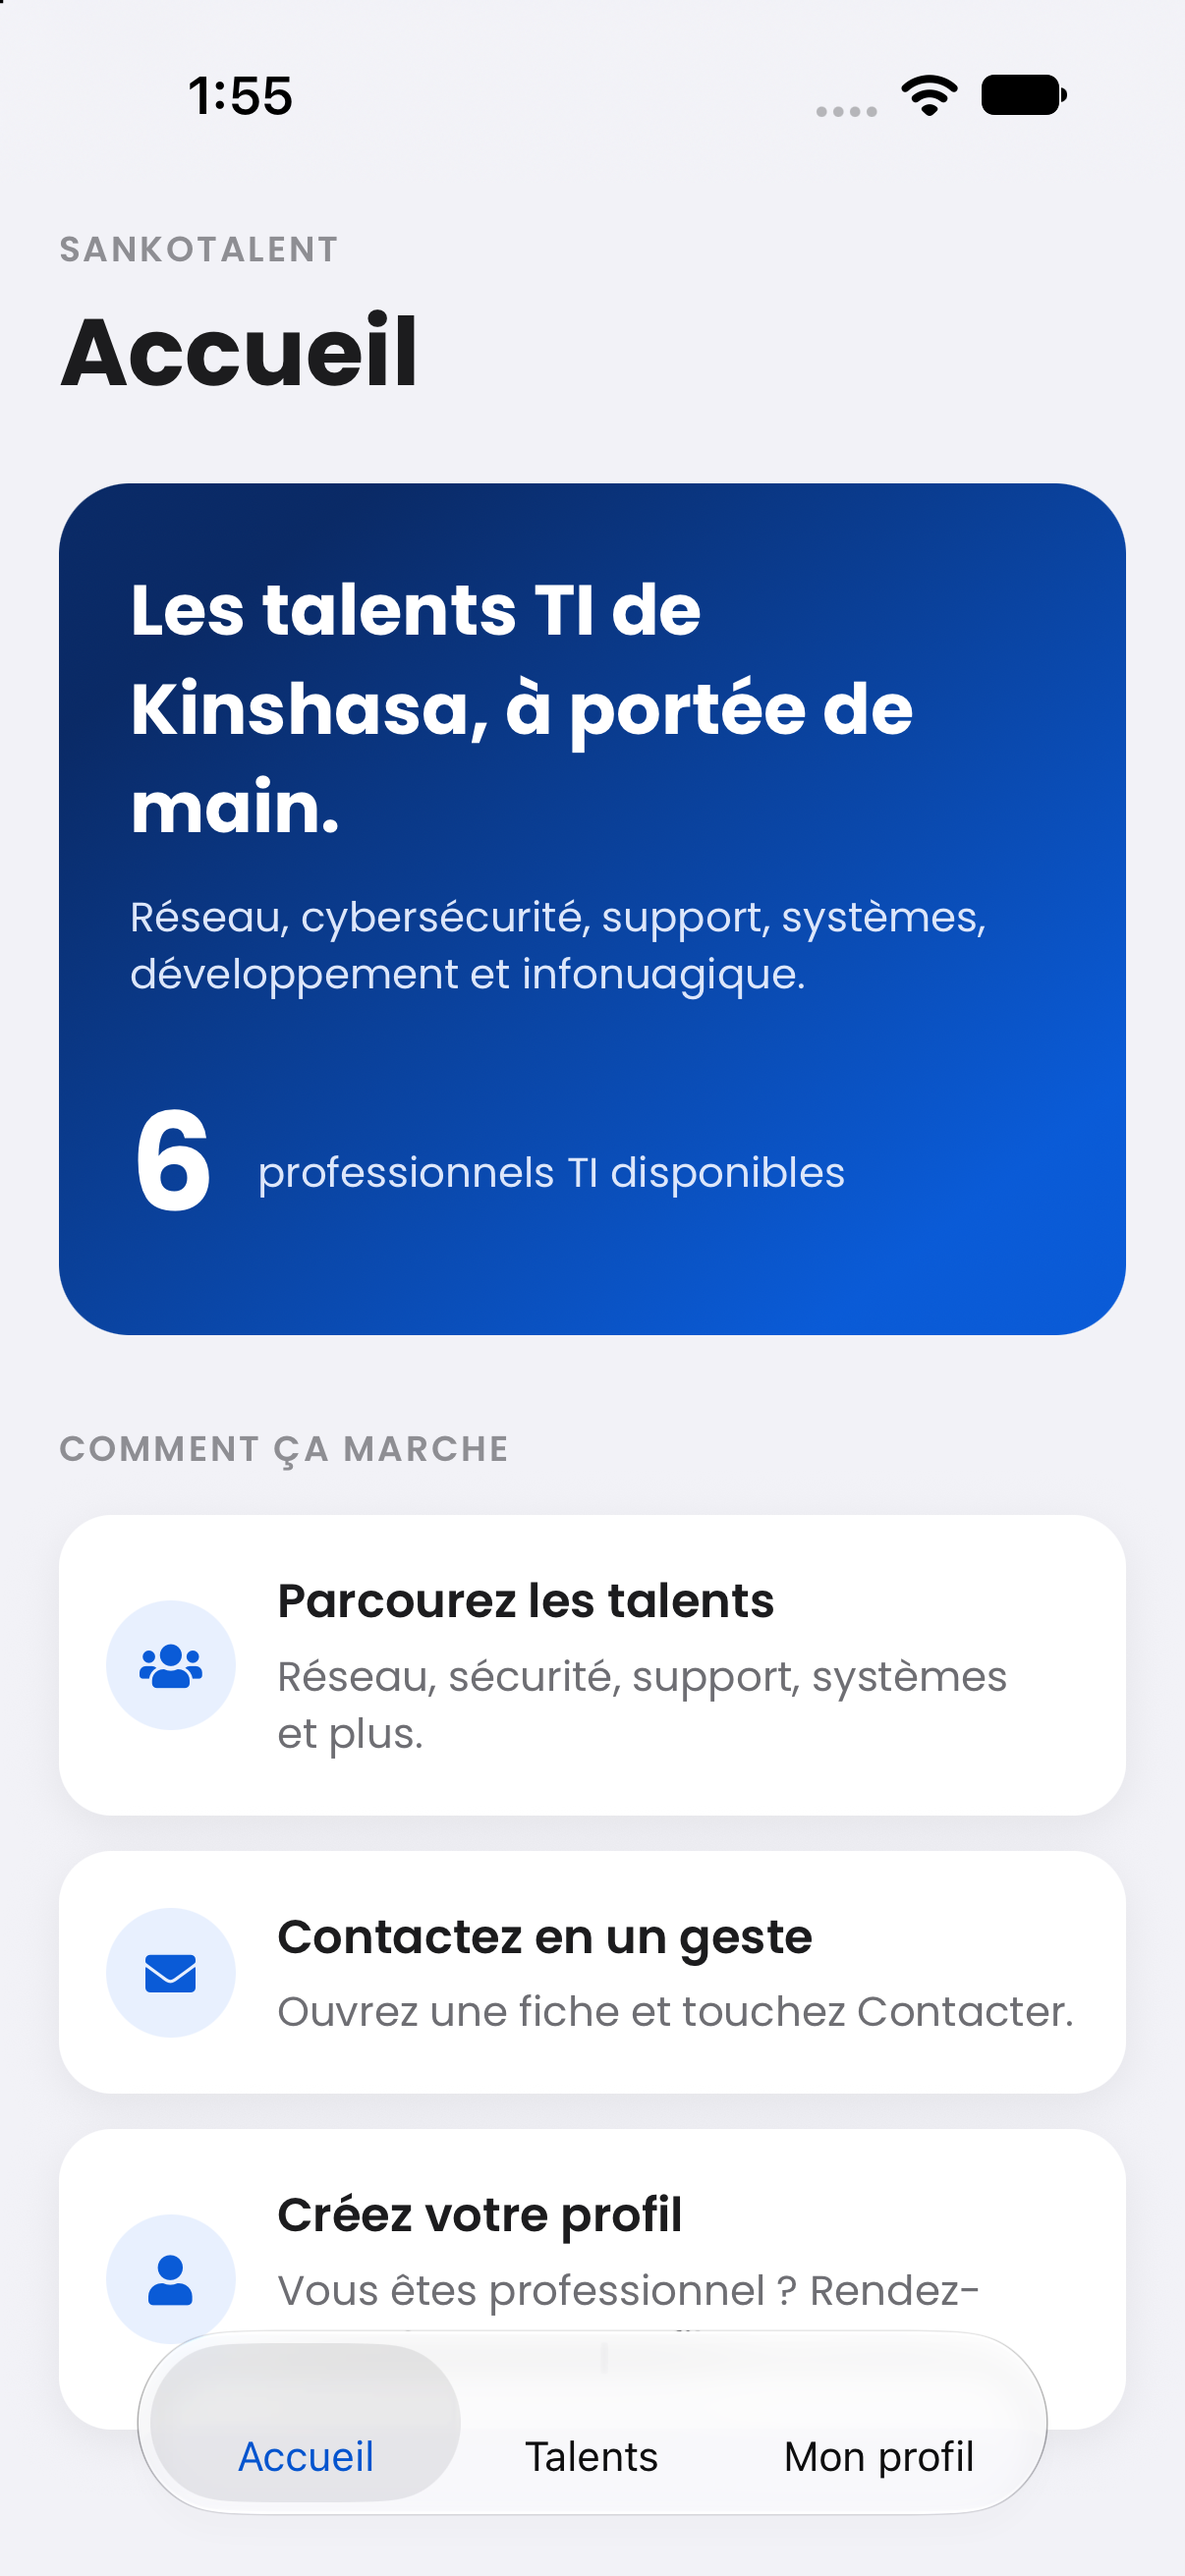 1:55
SANKOTALENT
Accueil
Les talents TI de
Kinshasa, à portée de
main.
Réseau, cybersécurité, support, systèmes,
développement et infonuagique.
6 professionnels TI disponibles
COMMENT ÇA MARCHE
Parcourez les talents
Réseau, sécurité, support, systèmes
et plus.
Contactez en un geste
Ouvrez une fiche et touchez Contacter.
Créez votre profil
Vous êtes professionnel ? Rendez-
Accueil Talents Mon profil